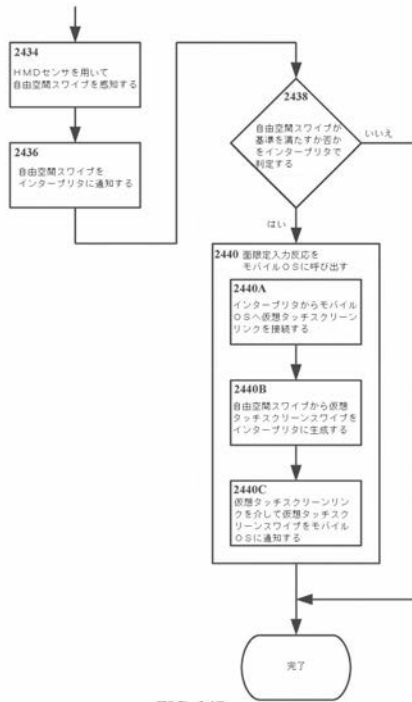 2434
HMDセンサを用いて
自由空間スワイプを感知する
2436
自由空間スワイプを
インタープリタに通知する
2438
自由空間スワイプが
基準を満たすか否か
をインタープリタで
判定する
いいえ
はい
2440 面限定入力反応を
モバイルOSに呼び出す
2440A
インタープリタからモバイル
OSへ仮想タッチスクリーン
リンクを接続する
2440B
自由空間スワイプから仮想
タッチスクリーンスワイプを
インタープリタに生成する
2440C
仮想タッチスクリーンリン
クを介して仮想タッチスク
リーンスワイプをモバイル
OSに通知する
完了